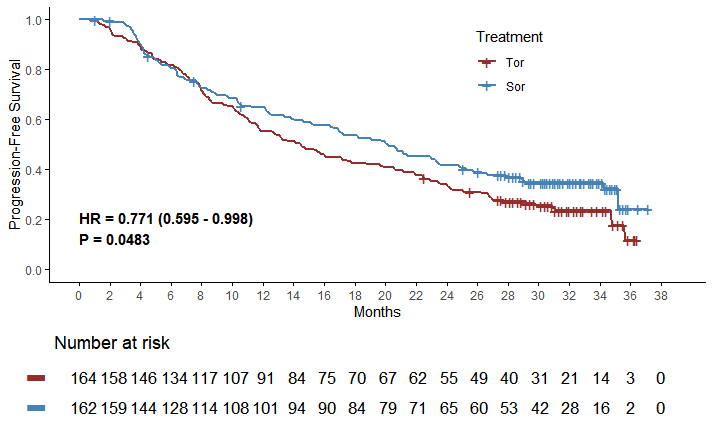 Progression-Free Survival
1.0
0.8
0.6
0.4
0.2
0.0
Treatment
Tor
Sor
HR = 0.771 (0.595 - 0.998)
P = 0.0483
0 2 4 6 8 10 12 14 16 18 20 22 24 26 28 30 32 34 36 38
Months
Number at risk
164 158 146 134 117 107 91 84 75 70 67 62 55 49 40 31 21 14 3 0
162 159 144 128 114 108 101 94 90 84 79 71 65 60 53 42 28 16 2 0